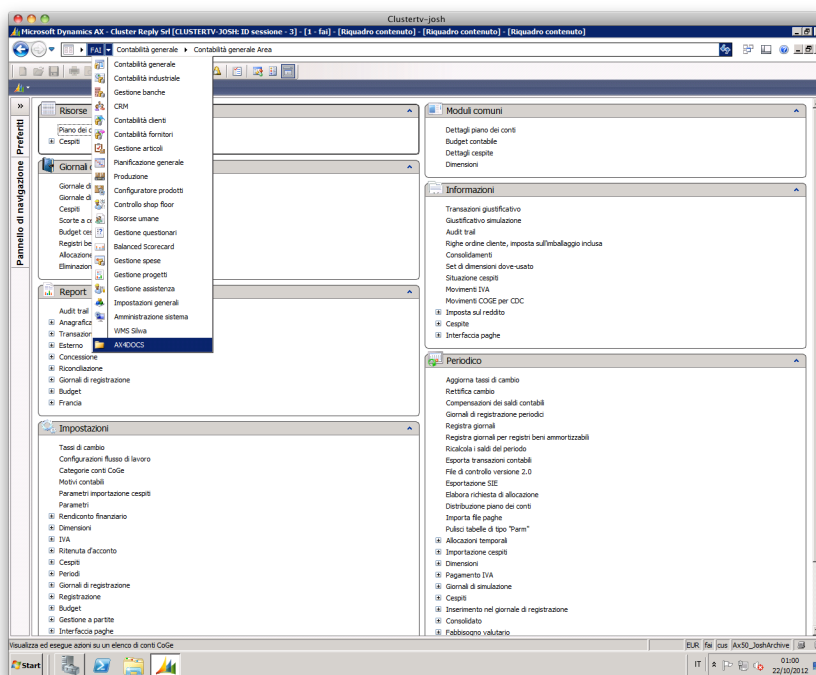 Clustertv-josh
Microsoft Dynamics AX - Cluster Reply Srl [CLUSTERTV-JOSH: ID sessione - 3] - [1 - fai] - [Riquadro contenuto] - [Riquadro contenuto] - [Riquadro contenuto]
FAI
Contabilità generale
Contabilità generale Area
Contabilità generale
Contabilità industriale
Gestione banche
CRM
Contabilità clienti
Contabilità fornitori
Gestione articoli
Pianificazione generale
Produzione
Configuratore prodotti
Controllo shop floor
Risorse umane
Gestione questionari
Balanced Scorecard
Gestione spese
Gestione progetti
Gestione assistenza
Impostazioni generali
Amministrazione sistema
WMS Silwa
AX4DOCS
Preferiti
Pannello di navigazione
Risorse
Piano dei c
Cespiti
Giornali
Giornale di
Giornale di
Cespiti
Scorte a c
Budget ces
Registri be
Allocazione
Eliminazion
Report
Audit trail
Anagrafica
Transazion
Esterno
Concessione
Riconciliazione
Giornali di registrazione
Budget
Francia
Impostazioni
Tassi di cambio
Configurazioni flusso di lavoro
Categorie conti CoGe
Motivi contabili
Parametri importazione cespiti
Parametri
Rendiconto finanziario
Dimensioni
IVA
Ritenuta d'acconto
Cespiti
Periodi
Giornali di registrazione
Registrazione
Budget
Gestione a partite
Interfaccia paghe
Moduli comuni
Dettagli piano dei conti
Budget contabile
Dettagli cespite
Dimensioni
Informazioni
Transazioni giustificativo
Giustificativo simulazione
Audit trail
Righe ordine cliente, imposta sull'imballagio inclusa
Consolidamenti
Set di dimensioni dove-usato
Situazione cespiti
Movimenti IVA
Movimenti COGE per CDC
Imposta sul reddito
Cespite
Interfaccia paghe
Periodico
Aggiorna tassi di cambio
Rettifica cambio
Compensazioni dei saldi contabili
Giornali di registrazione periodici
Registra giornali
Registra giornali per registri beni ammortizzabili
Ricalcola i saldi del periodo
Esporta transazioni contabili
File di controllo versione 2.0
Esportazione SIE
Elabora richiesta di allocazione
Distribuzione piano dei conti
Importa file paghe
Pulisci tabelle di tipo "Parm"
Allocazioni temporali
Importazione cespiti
Dimensioni
Pagamento IVA
Giornali di simulazione
Cespiti
Inserimento nel giornale di registrazione
Consolidato
Fabbisogno valutario
Visualizza ed esegue azioni su un elenco di conti CoGe
EUR fai cus Ax50_JoshArchive
Start
IT
01:00
22/10/2012